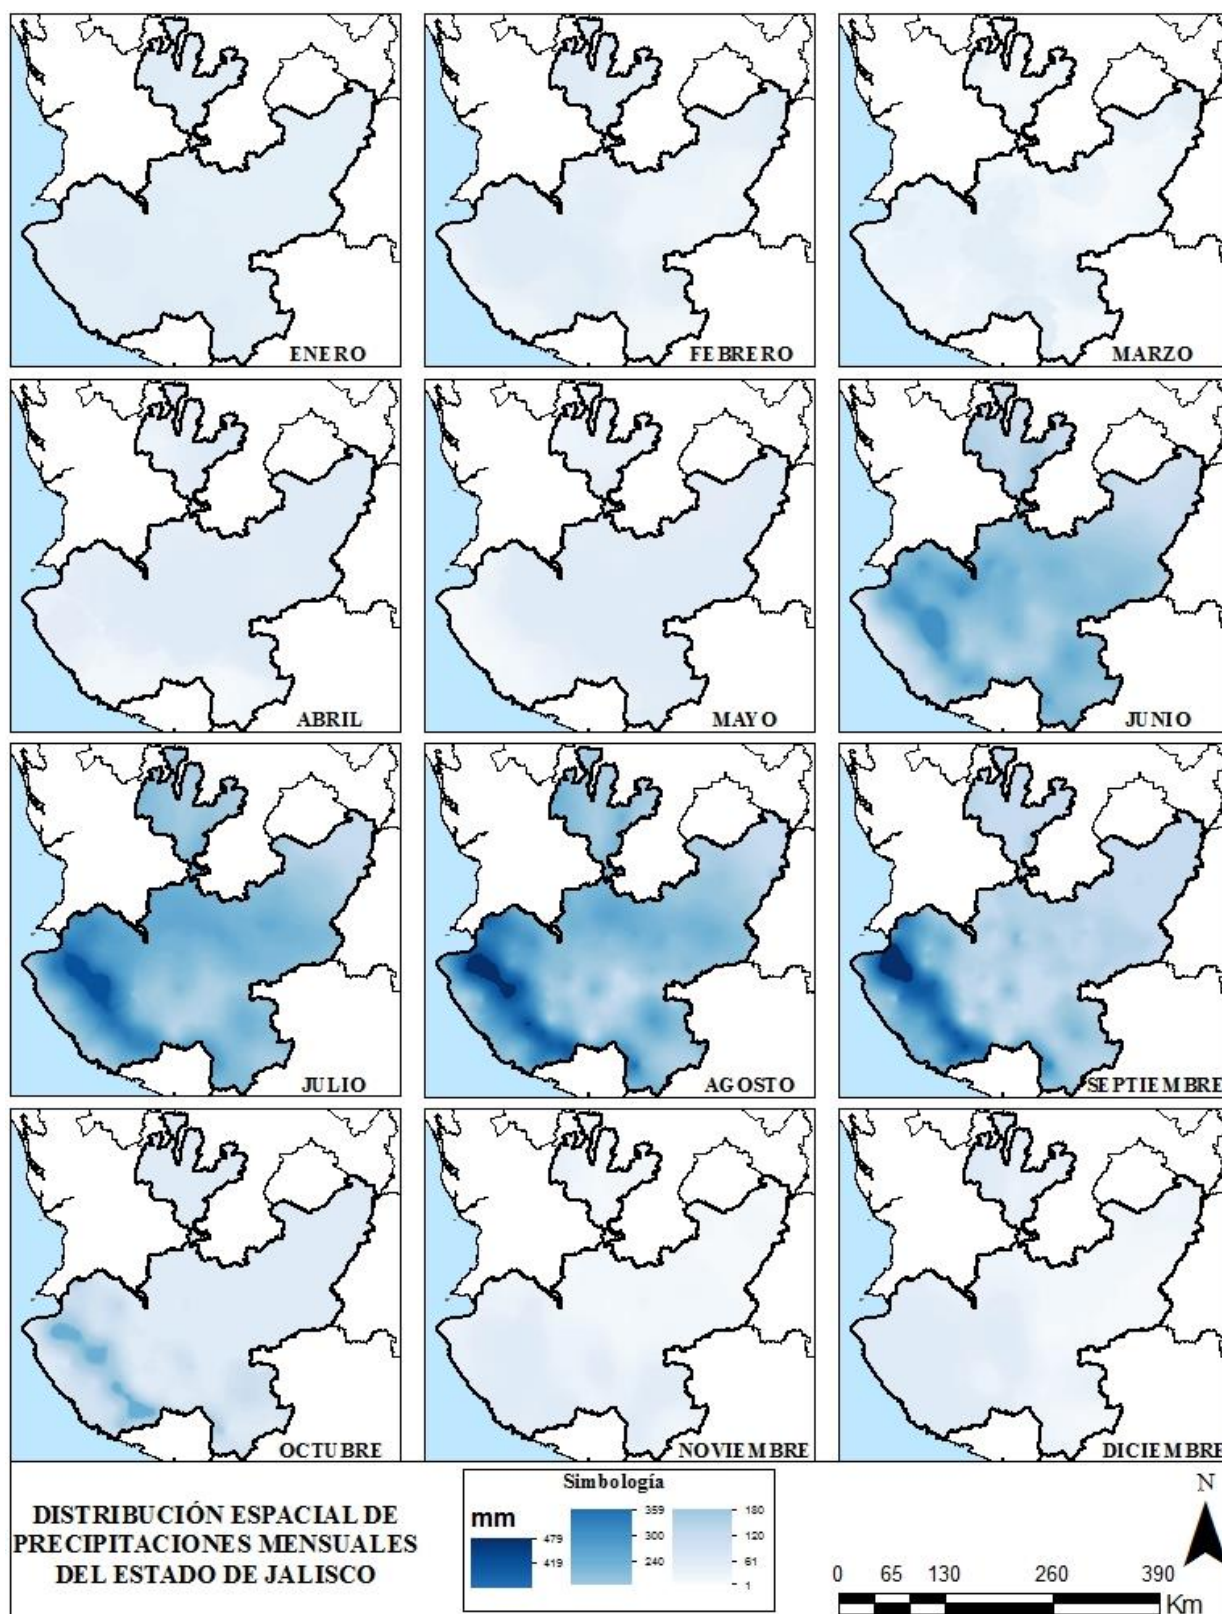 ENERO
FEBRERO
MARZO
ABRIL
MAYO
JUNIO
JULIO
AGOSTO
SEPTIEMBRE
OCTUBRE
NOVIEMBRE
DICIEMBRE
DISTRIBUCIÓN ESPACIAL DE
PRECIPITACIONES MENSUALES
DEL ESTADO DE JALISCO
Simbología
mm
479
419
359
300
240
180
120
61
1
N
0 65 130 260 390
Km